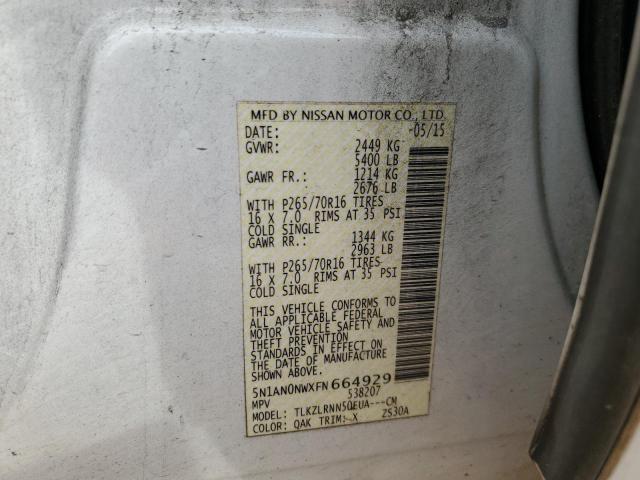 MFD BY NISSAN MOTOR CO., LTD.
DATE: 05/15
GVWR: 2449 KG
5400 LB
GAWR FR.: 1214 KG
2676 LB
WITH P265/70R16 TIRES
16 X 7.0 RIMS AT 35 PSI
COLD SINGLE
GAWR RR.: 1344 KG
2963 LB
WITH P265/70R16 TIRES
16 X 7.0 RIMS AT 35 PSI
COLD SINGLE
THIS VEHICLE CONFORMS TO
ALL APPLICABLE FEDERAL
MOTOR VEHICLE SAFETY AND
THEFT PREVENTION
STANDARDS IN EFFECT ON
THE DATE OF MANUFACTURE
5N1AN0NWXFN664929
MPV 538207
MODEL: TLKZLRNN50EUA---CM
COLOR: QAK TRIM: X ZS30A